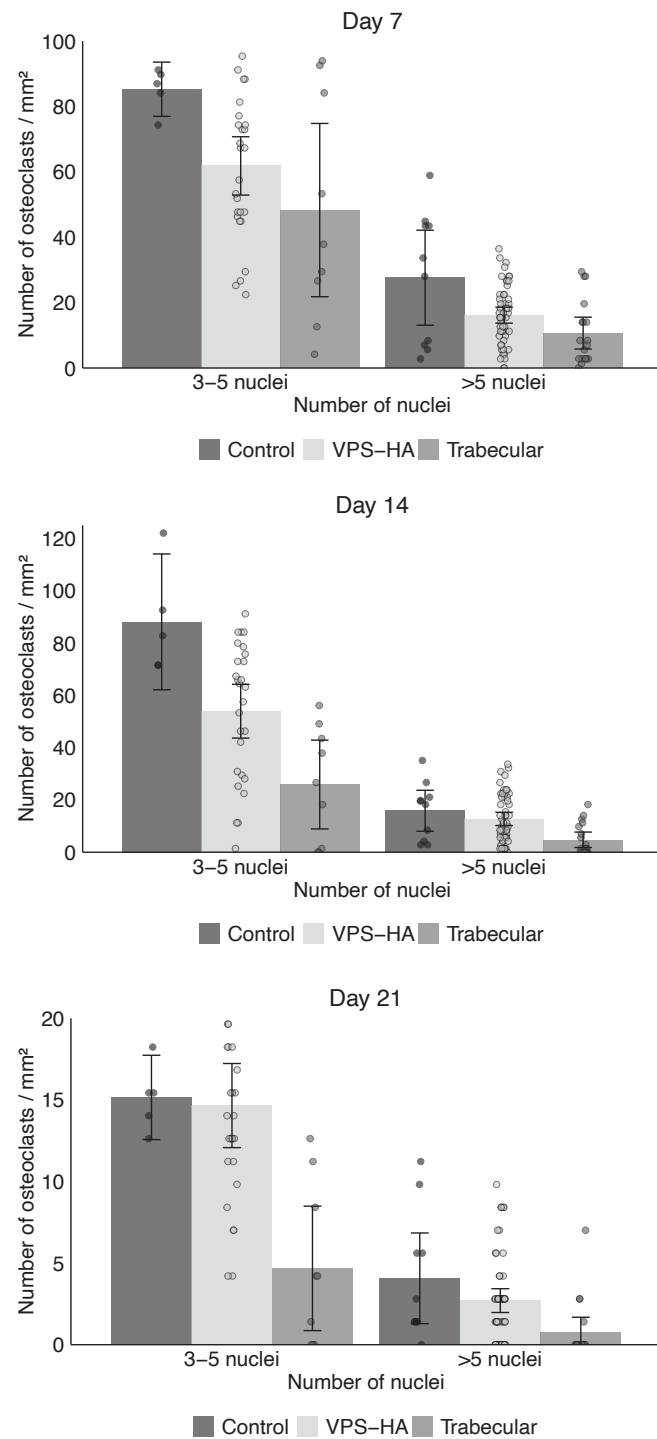 Day 7
100
80
60
40
20
0
Number of osteoclasts / mm²
3–5 nuclei >5 nuclei
Number of nuclei
Control VPS–HA Trabecular
Day 14
120
100
80
60
40
20
0
Number of osteoclasts / mm²
3–5 nuclei >5 nuclei
Number of nuclei
Control VPS–HA Trabecular
Day 21
20
15
10
5
0
Number of osteoclasts / mm²
3–5 nuclei >5 nuclei
Number of nuclei
Control VPS–HA Trabecular